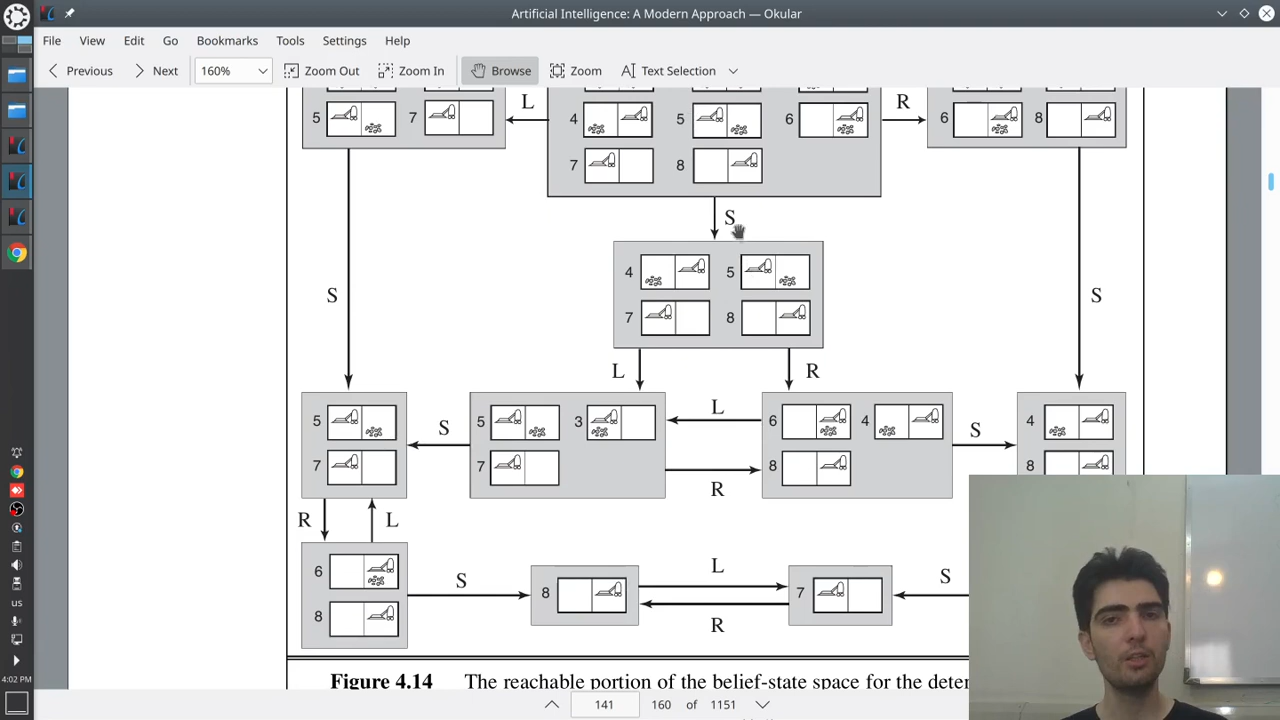 Artificial Intelligence: A Modern Approach — Okular
File View Edit Go Bookmarks Tools Settings Help
Previous Next 160% Zoom Out Zoom In Browse Zoom Text Selection
5 7 L 4 5 6 R 6 8
7 8
S
4 5
S 7 8 S
L R
5 S 5 3 L 6 4 S 4
7 7 R 8 8
R L
6 S 8 L 7 S
8 R
Figure 4.14 The reachable portion of the belief-state space for the deter
141 160 of 1151
us
4:02 PM